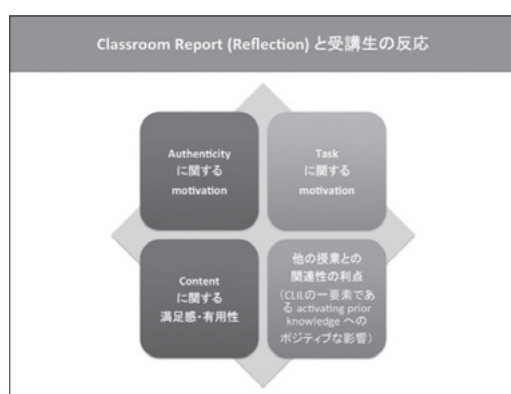 Classroom Report (Reflection) と受講生の反応
Authenticity
に関する
motivation
Task
に関する
motivation
Content
に関する
満足感・有用性
他の授業との
関連性の利点
（CLILの一要素であ
る activating prior
knowledge への
ポジティブな影響）